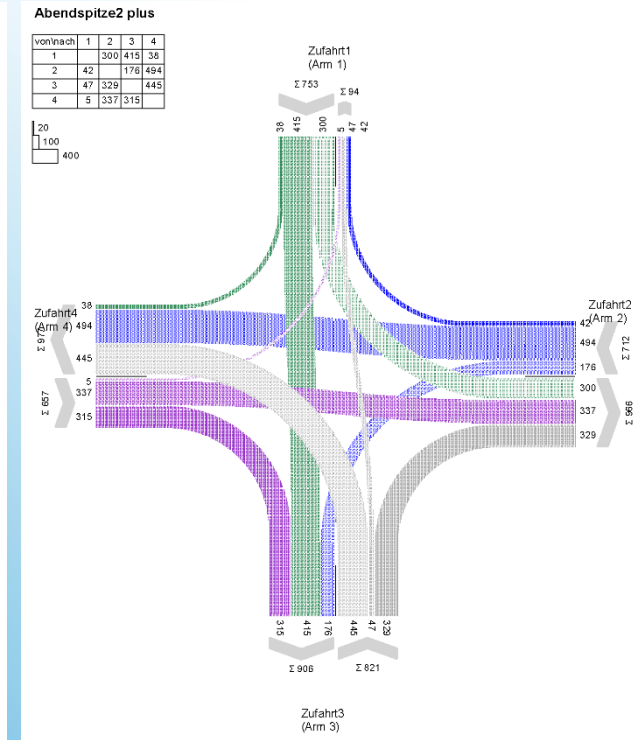 Abendspitze2 plus
von\nach 1 2 3 4
1 300 415 38
2 42 176 494
3 47 329 445
4 5 337 315
20
100
400
Zufahrt1
(Arm 1)
Σ 753
Σ 94
38
415
300
5
47
42
Zufahrt4
(Arm 4)
Σ 977
Σ 657
38
494
445
5
337
315
Zufahrt2
(Arm 2)
Σ 712
Σ 966
42
494
176
300
337
329
315
415
176
445
47
329
Σ 906
Σ 821
Zufahrt3
(Arm 3)